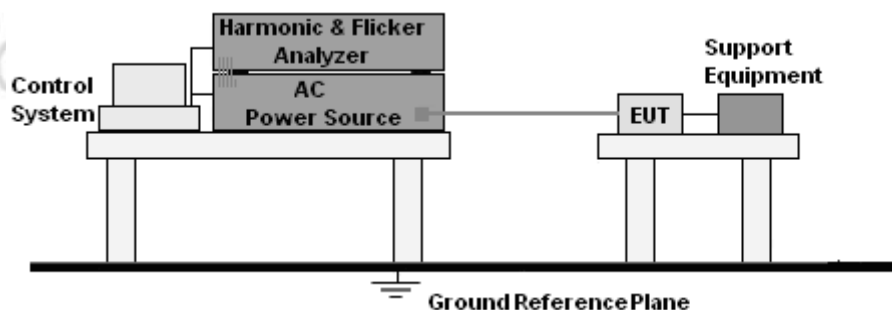 Harmonic & Flicker
Analyzer
AC
Power Source
Control
System
EUT
Support
Equipment
Ground Reference Plane